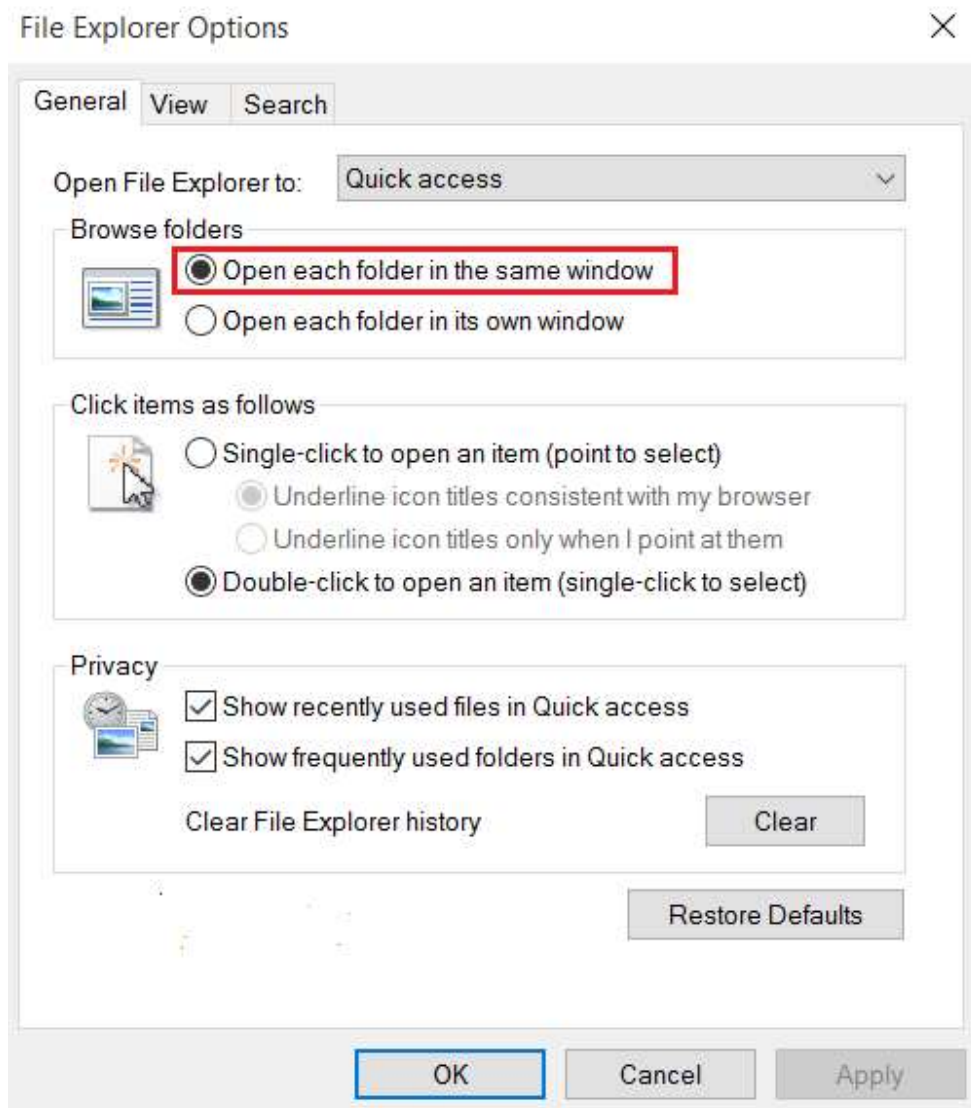 File Explorer Options
General View Search
Open File Explorer to: Quick access
Browse folders
Open each folder in the same window
Open each folder in its own window
Click items as follows
Single-click to open an item (point to select)
Underline icon titles consistent with my browser
Underline icon titles only when I point at them
Double-click to open an item (single-click to select)
Privacy
Show recently used files in Quick access
Show frequently used folders in Quick access
Clear File Explorer history Clear
Restore Defaults
OK Cancel Apply